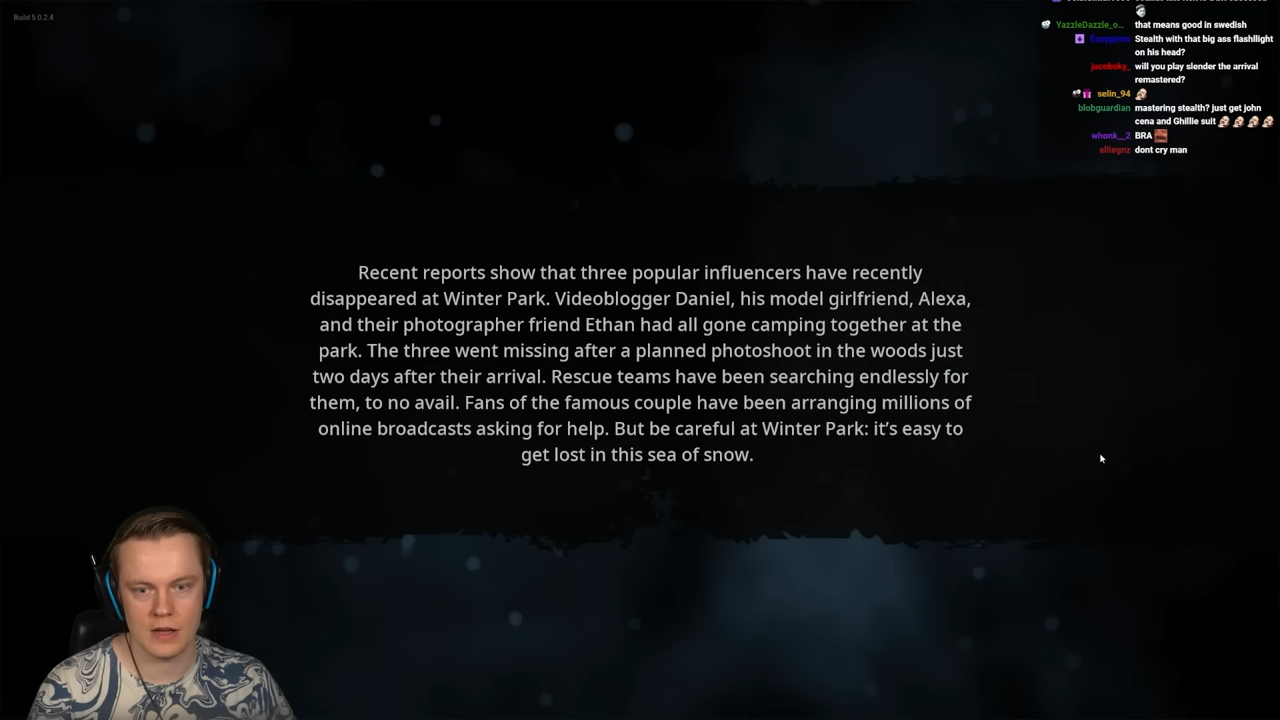 Build 5.0.2.4
YazzleDazzle_o... that means good in swedish
Eazygums Stealth with that big ass flashllight
on his head?
jacobsky_ will you play slender the arrival
remastered?
selin_94
blobguardian mastering stealth? just get john
cena and Ghillie suit
whonk__2 BRA
elliegnz dont cry man
Recent reports show that three popular influencers have recently
disappeared at Winter Park. Videoblogger Daniel, his model girlfriend, Alexa,
and their photographer friend Ethan had all gone camping together at the
park. The three went missing after a planned photoshoot in the woods just
two days after their arrival. Rescue teams have been searching endlessly for
them, to no avail. Fans of the famous couple have been arranging millions of
online broadcasts asking for help. But be careful at Winter Park: it’s easy to
get lost in this sea of snow.